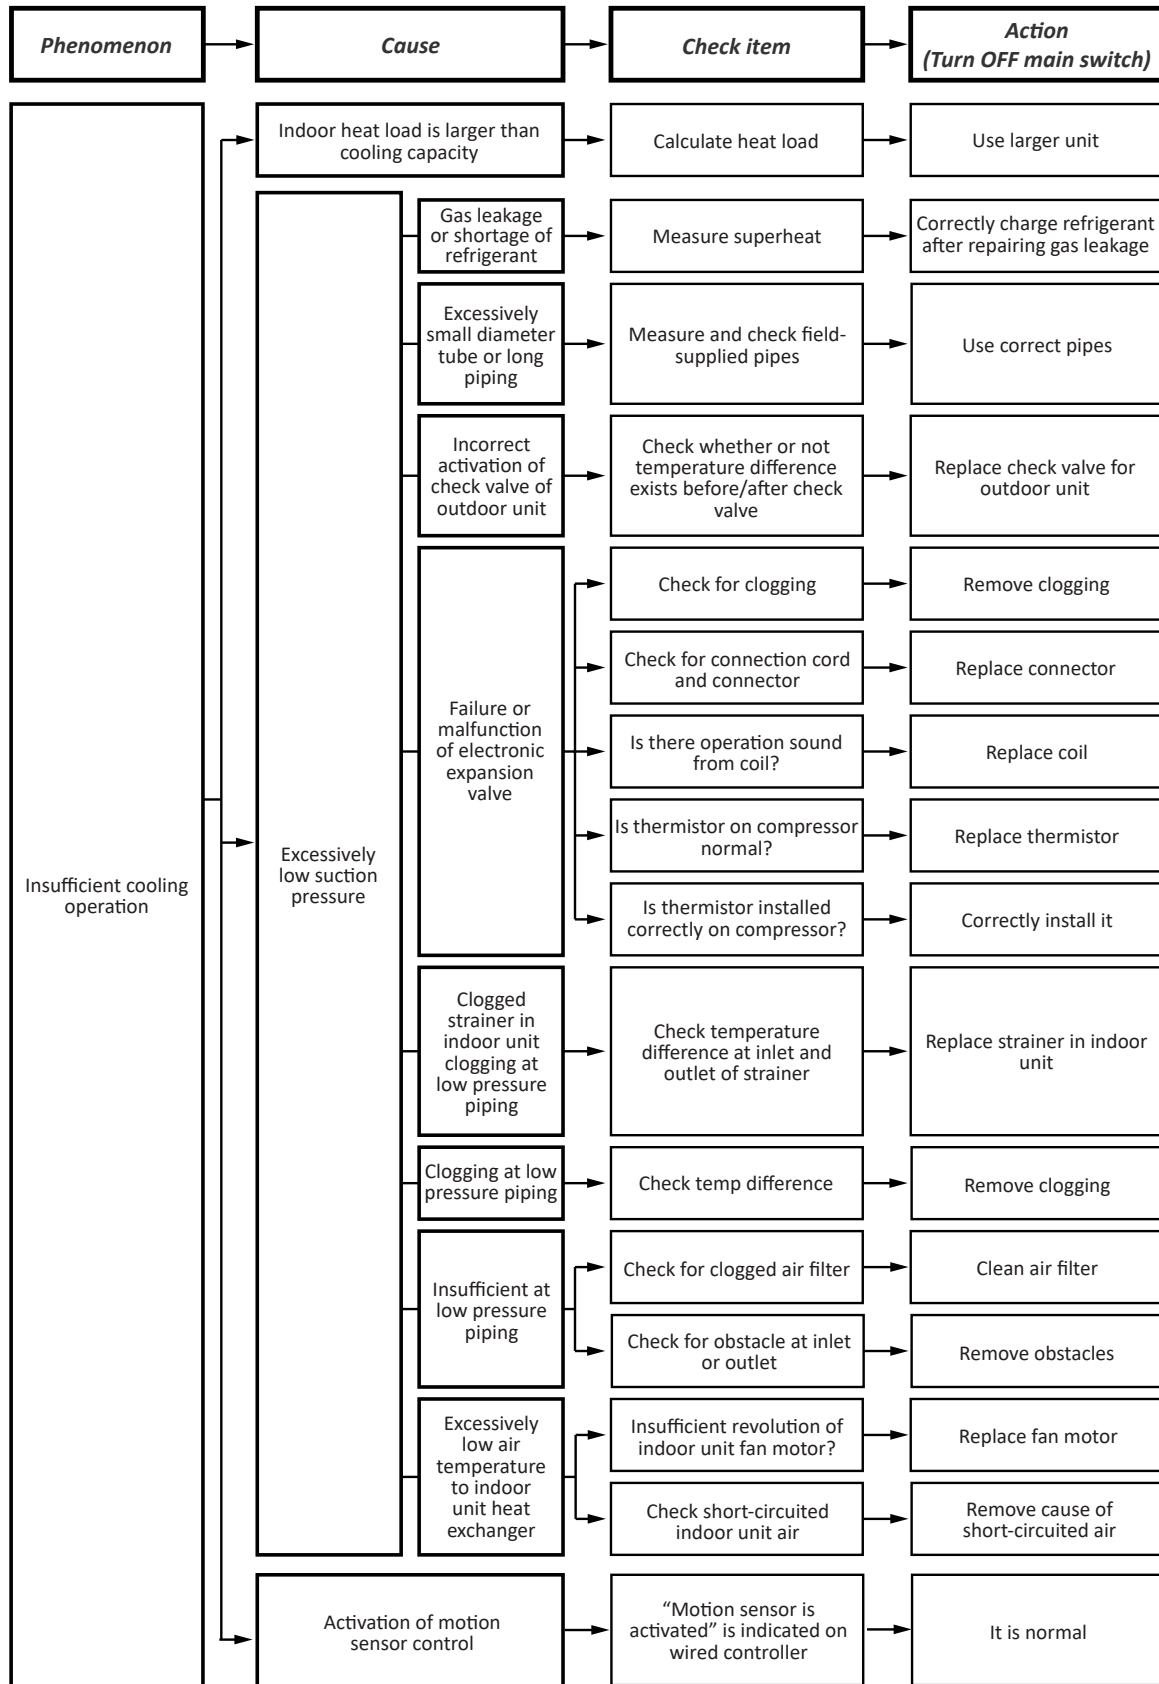 Phenomenon
Cause
Check item
Action
(Turn OFF main switch)
Insufficient cooling
operation
Indoor heat load is larger than
cooling capacity
Calculate heat load
Use larger unit
Excessively
low suction
pressure
Gas leakage
or shortage of
refrigerant
Measure superheat
Correctly charge refrigerant
after repairing gas leakage
Excessively
small diameter
tube or long
piping
Measure and check field-
supplied pipes
Use correct pipes
Incorrect
activation of
check valve of
outdoor unit
Check whether or not
temperature difference
exists before/after check
valve
Replace check valve for
outdoor unit
Failure or
malfunction
of electronic
expansion
valve
Check for clogging
Remove clogging
Check for connection cord
and connector
Replace connector
Is there operation sound
from coil?
Replace coil
Is thermistor on compressor
normal?
Replace thermistor
Is thermistor installed
correctly on compressor?
Correctly install it
Clogged
strainer in
indoor unit
clogging at
low pressure
piping
Check temperature
difference at inlet and
outlet of strainer
Replace strainer in indoor
unit
Clogging at low
pressure piping
Check temp difference
Remove clogging
Insufficient at
low pressure
piping
Check for clogged air filter
Clean air filter
Check for obstacle at inlet
or outlet
Remove obstacles
Excessively
low air
temperature
to indoor
unit heat
exchanger
Insufficient revolution of
indoor unit fan motor?
Replace fan motor
Check short-circuited
indoor unit air
Remove cause of
short-circuited air
Activation of motion
sensor control
“Motion sensor is
activated” is indicated on
wired controller
It is normal